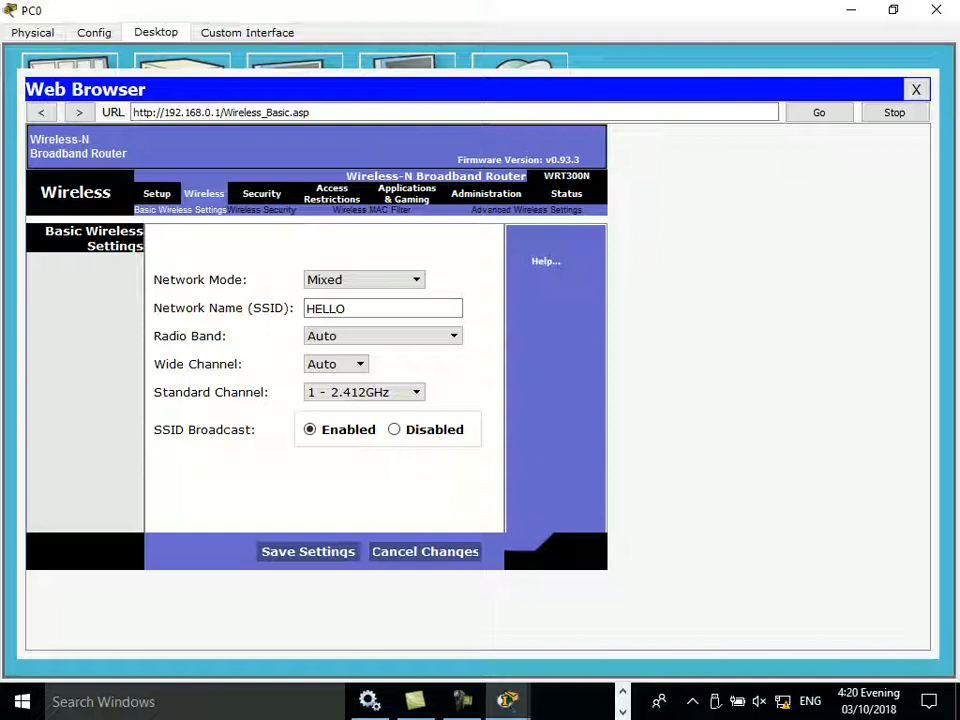 PC0
Physical Config Desktop Custom Interface
Web Browser X
< > URL http://192.168.0.1/Wireless_Basic.asp Go Stop
Wireless-N
Broadband Router
Firmware Version: v0.93.3
Wireless-N Broadband Router WRT300N
Wireless
Setup Wireless Security Access Restrictions Applications & Gaming Administration Status
Basic Wireless Settings Wireless Security Wireless MAC Filter Advanced Wireless Settings
Basic Wireless
Settings
Help...
Network Mode: Mixed
Network Name (SSID): HELLO
Radio Band: Auto
Wide Channel: Auto
Standard Channel: 1 - 2.412GHz
SSID Broadcast: Enabled Disabled
Save Settings Cancel Changes
Search Windows
ENG
4:20 Evening
03/10/2018